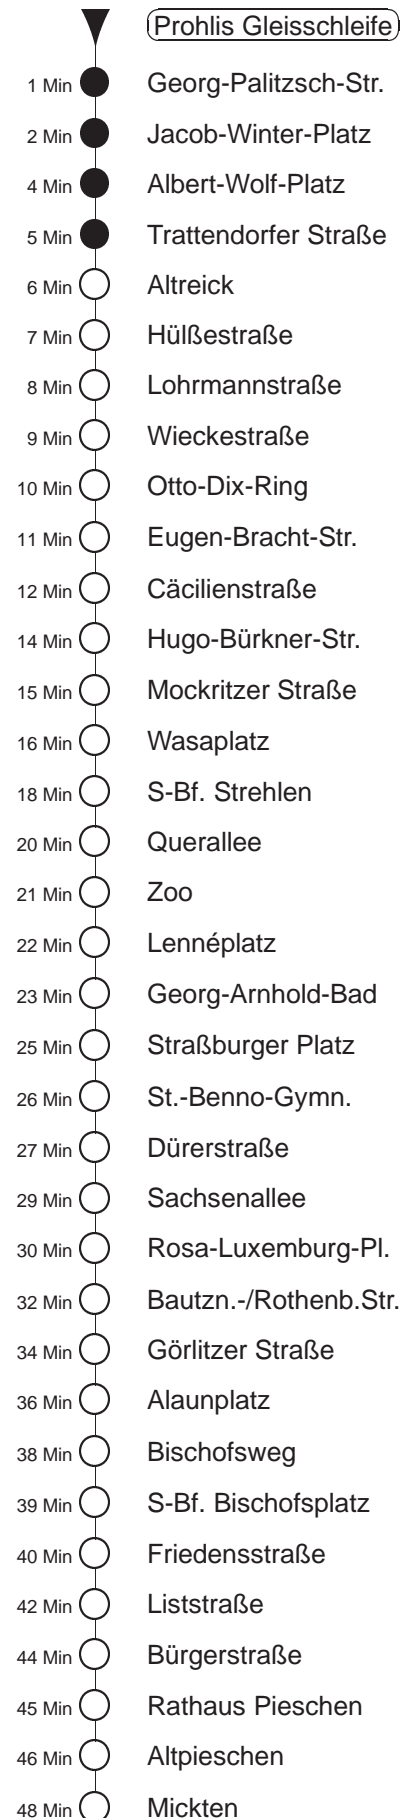 Prohlis Gleisschleife
1 Min Georg-Palitzsch-Str.
2 Min Jacob-Winter-Platz
4 Min Albert-Wolf-Platz
5 Min Trattendorfer Straße
6 Min Altreick
7 Min Hülßestraße
8 Min Lohrmannstraße
9 Min Wieckestraße
10 Min Otto-Dix-Ring
11 Min Eugen-Bracht-Str.
12 Min Cäcilienstraße
14 Min Hugo-Bürkner-Str.
15 Min Mockritzer Straße
16 Min Wasaplatz
18 Min S-Bf. Strehlen
20 Min Querallee
21 Min Zoo
22 Min Lennéplatz
23 Min Georg-Arnhold-Bad
25 Min Straßburger Platz
26 Min St.-Benno-Gymn.
27 Min Dürerstraße
29 Min Sachsenallee
30 Min Rosa-Luxemburg-Pl.
32 Min Bautzn.-/Rothenb.Str.
34 Min Görlitzer Straße
36 Min Alaunplatz
38 Min Bischofsweg
39 Min S-Bf. Bischofsplatz
40 Min Friedensstraße
42 Min Liststraße
44 Min Bürgerstraße
45 Min Rathaus Pieschen
46 Min Altpieschen
48 Min Mickten